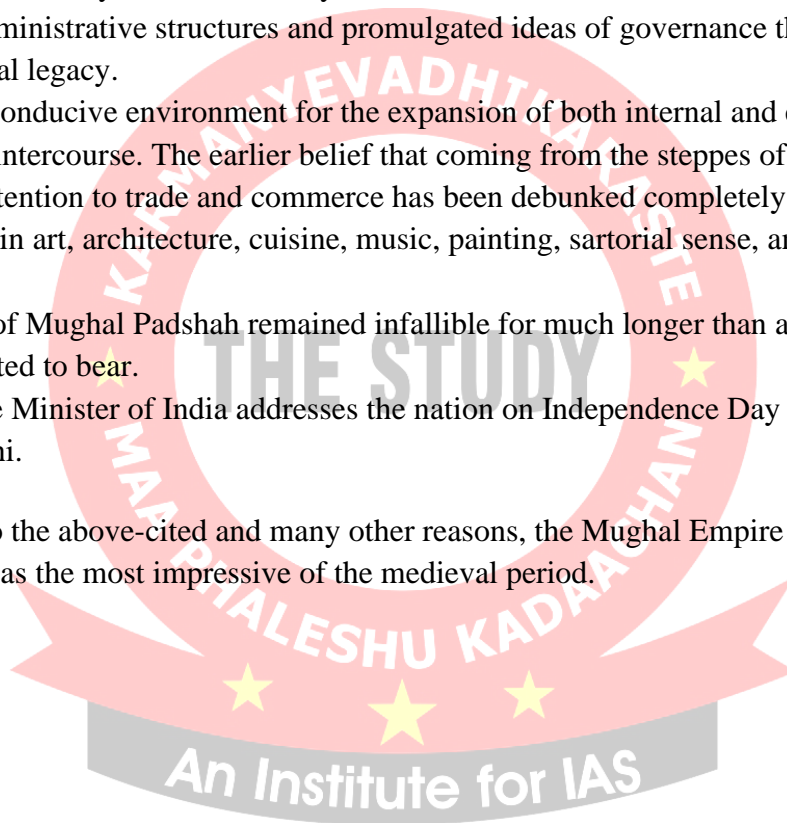 ministrative structures and promulgated ideas of governance
al legacy.
onducive environment for the expansion of both internal and
intercourse. The earlier belief that coming from the steppes of
tention to trade and commerce has been debunked completely
in art, architecture, cuisine, music, painting, sartorial sense,
of Mughal Padshah remained infallible for much longer than a
ted to bear.
Minister of India addresses the nation on Independence Day
the above-cited and many other reasons, the Mughal Empire
as the most impressive of the medieval period.
KARMANYEVADHIKARASTE
THE STUDY
MAA PHALESHU KADAACHAN
An Institute for IAS